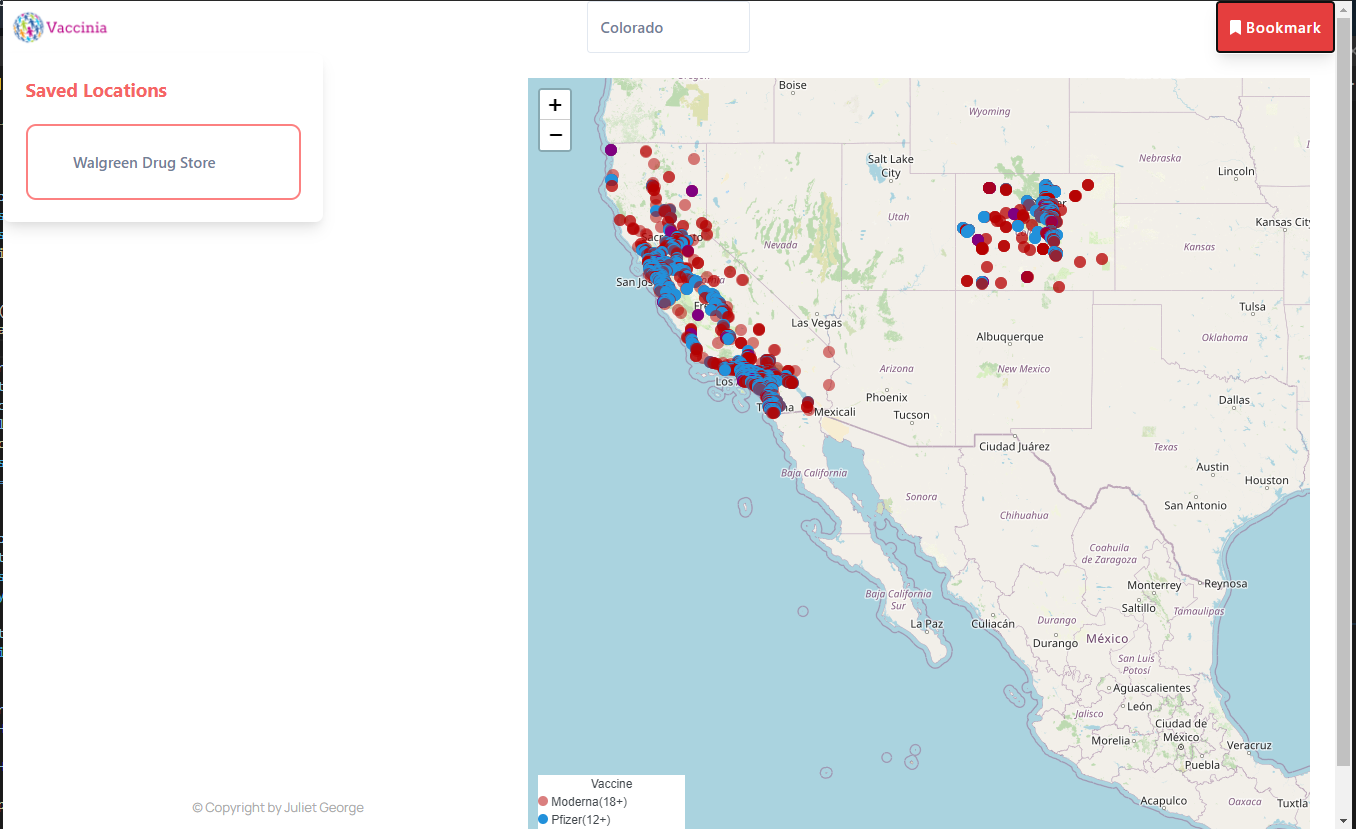 Vaccinia
Colorado
Bookmark
Saved Locations
Walgreen Drug Store
+
−
Boise
Wyoming
Nebraska
Salt Lake
City
Lincoln
Utah
Kansas City
Nevada
Kansas
San Jos
Las Vegas
Tulsa
Albuquerque
Oklahoma
Arizona
New Mexico
Phoenix
Dallas
Mexicali
Tucson
Ciudad Juárez
Texas
Baja California
Austin
Houston
Sonora
San Antonio
Chihuahua
Coahuila
de Zaragoza
Monterrey
Reynosa
Baja California
Sur
Saltillo
Tamaulipas
La Paz
Culiacán
Durango
Durango
México
San Luis
Potosí
Aguascalientes
León
Jalisco
Ciudad de
México
Morelia
Veracruz
Puebla
Acapulco
Oaxaca
Tuxtla
Vaccine
Moderna(18+)
Pfizer(12+)
© Copyright by Juliet George